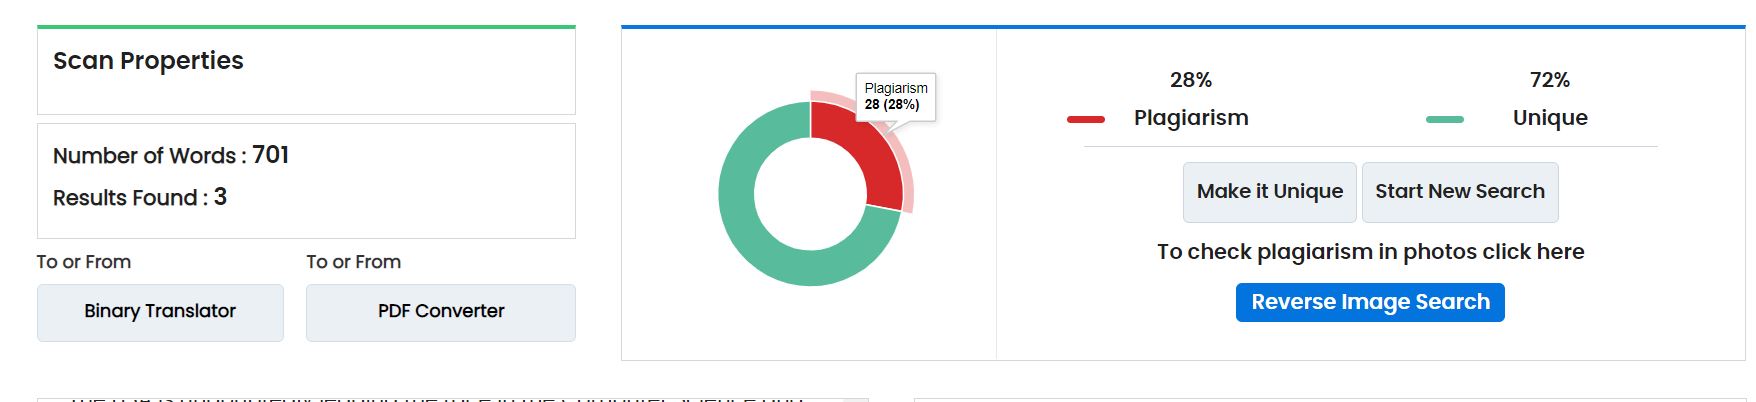 Scan Properties
Number of Words : 701
Results Found : 3
To or From
Binary Translator
To or From
PDF Converter
Plagiarism
28 (28%)
28%
Plagiarism
72%
Unique
Make it Unique
Start New Search
To check plagiarism in photos click here
Reverse Image Search